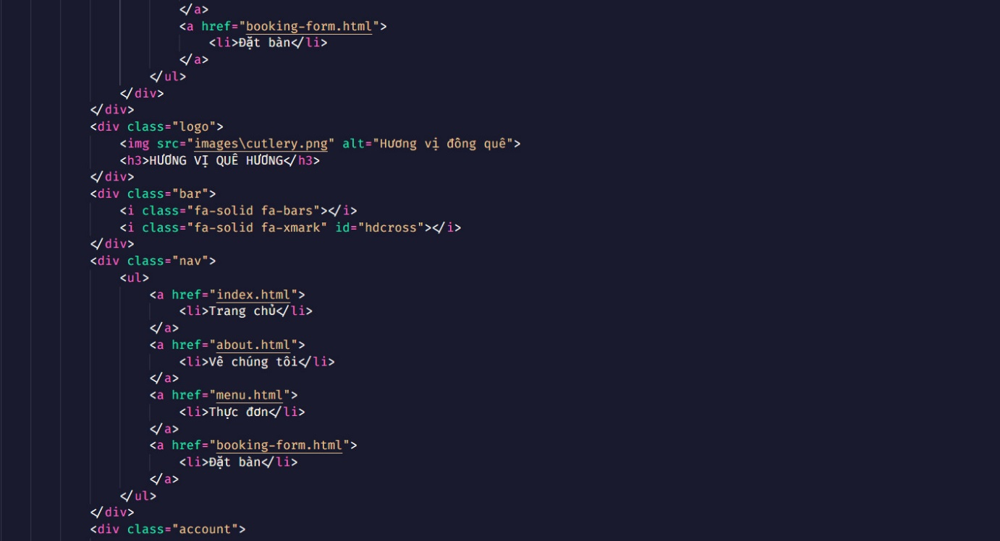 </a>
<a href="booking-form.html">
<li>Đặt bàn</li>
</a>
</ul>
</div>
</div>
<div class="logo">
<img src="images\cutlery.png" alt="Hương vị đồng quê">
<h3>HƯƠNG VỊ QUÊ HƯƠNG</h3>
</div>
<div class="bar">
<i class="fa-solid fa-bars"></i>
<i class="fa-solid fa-xmark" id="hdcross"></i>
</div>
<div class="nav">
<ul>
<a href="index.html">
<li>Trang chủ</li>
</a>
<a href="about.html">
<li>Về chúng tôi</li>
</a>
<a href="menu.html">
<li>Thực đơn</li>
</a>
<a href="booking-form.html">
<li>Đặt bàn</li>
</a>
</ul>
</div>
<div class="account">